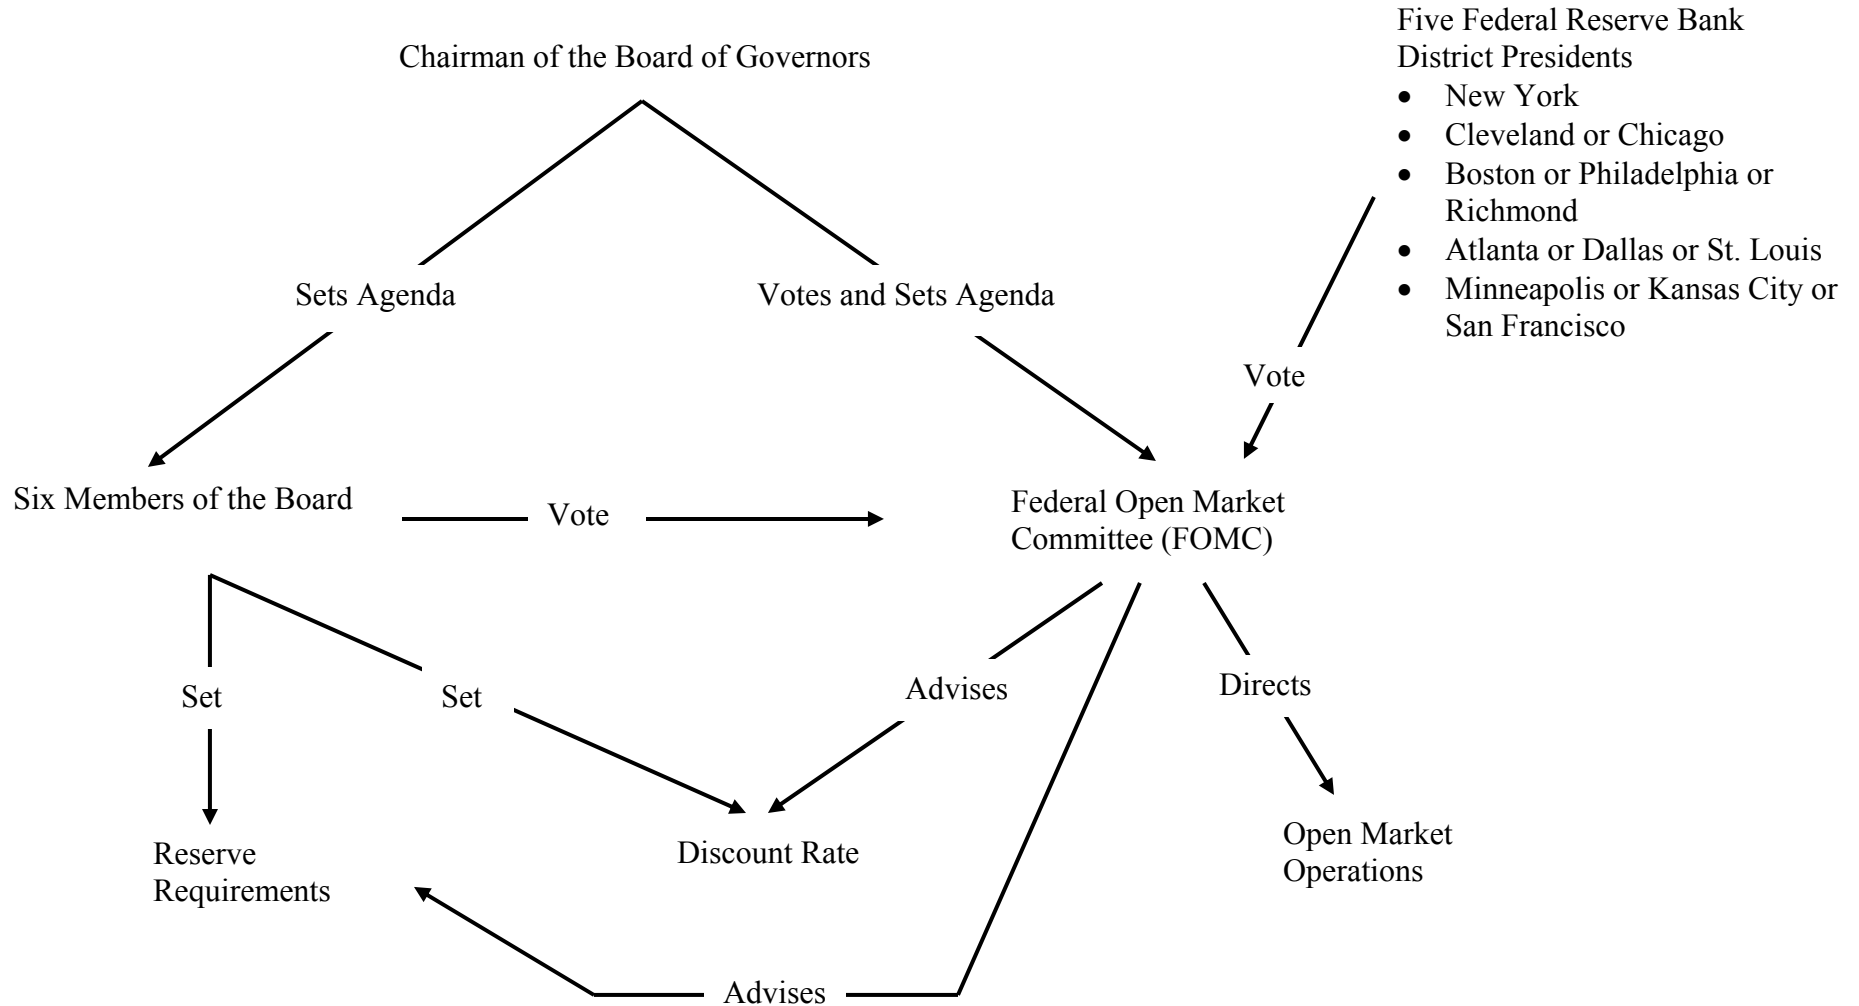 Chairman of the Board of Governors
Five Federal Reserve Bank
District Presidents
• New York
• Cleveland or Chicago
• Boston or Philadelphia or
Richmond
• Atlanta or Dallas or St. Louis
• Minneapolis or Kansas City or
San Francisco
Sets Agenda
Votes and Sets Agenda
Vote
Six Members of the Board
Vote
Federal Open Market
Committee (FOMC)
Set
Set
Advises
Directs
Reserve
Requirements
Discount Rate
Open Market
Operations
Advises